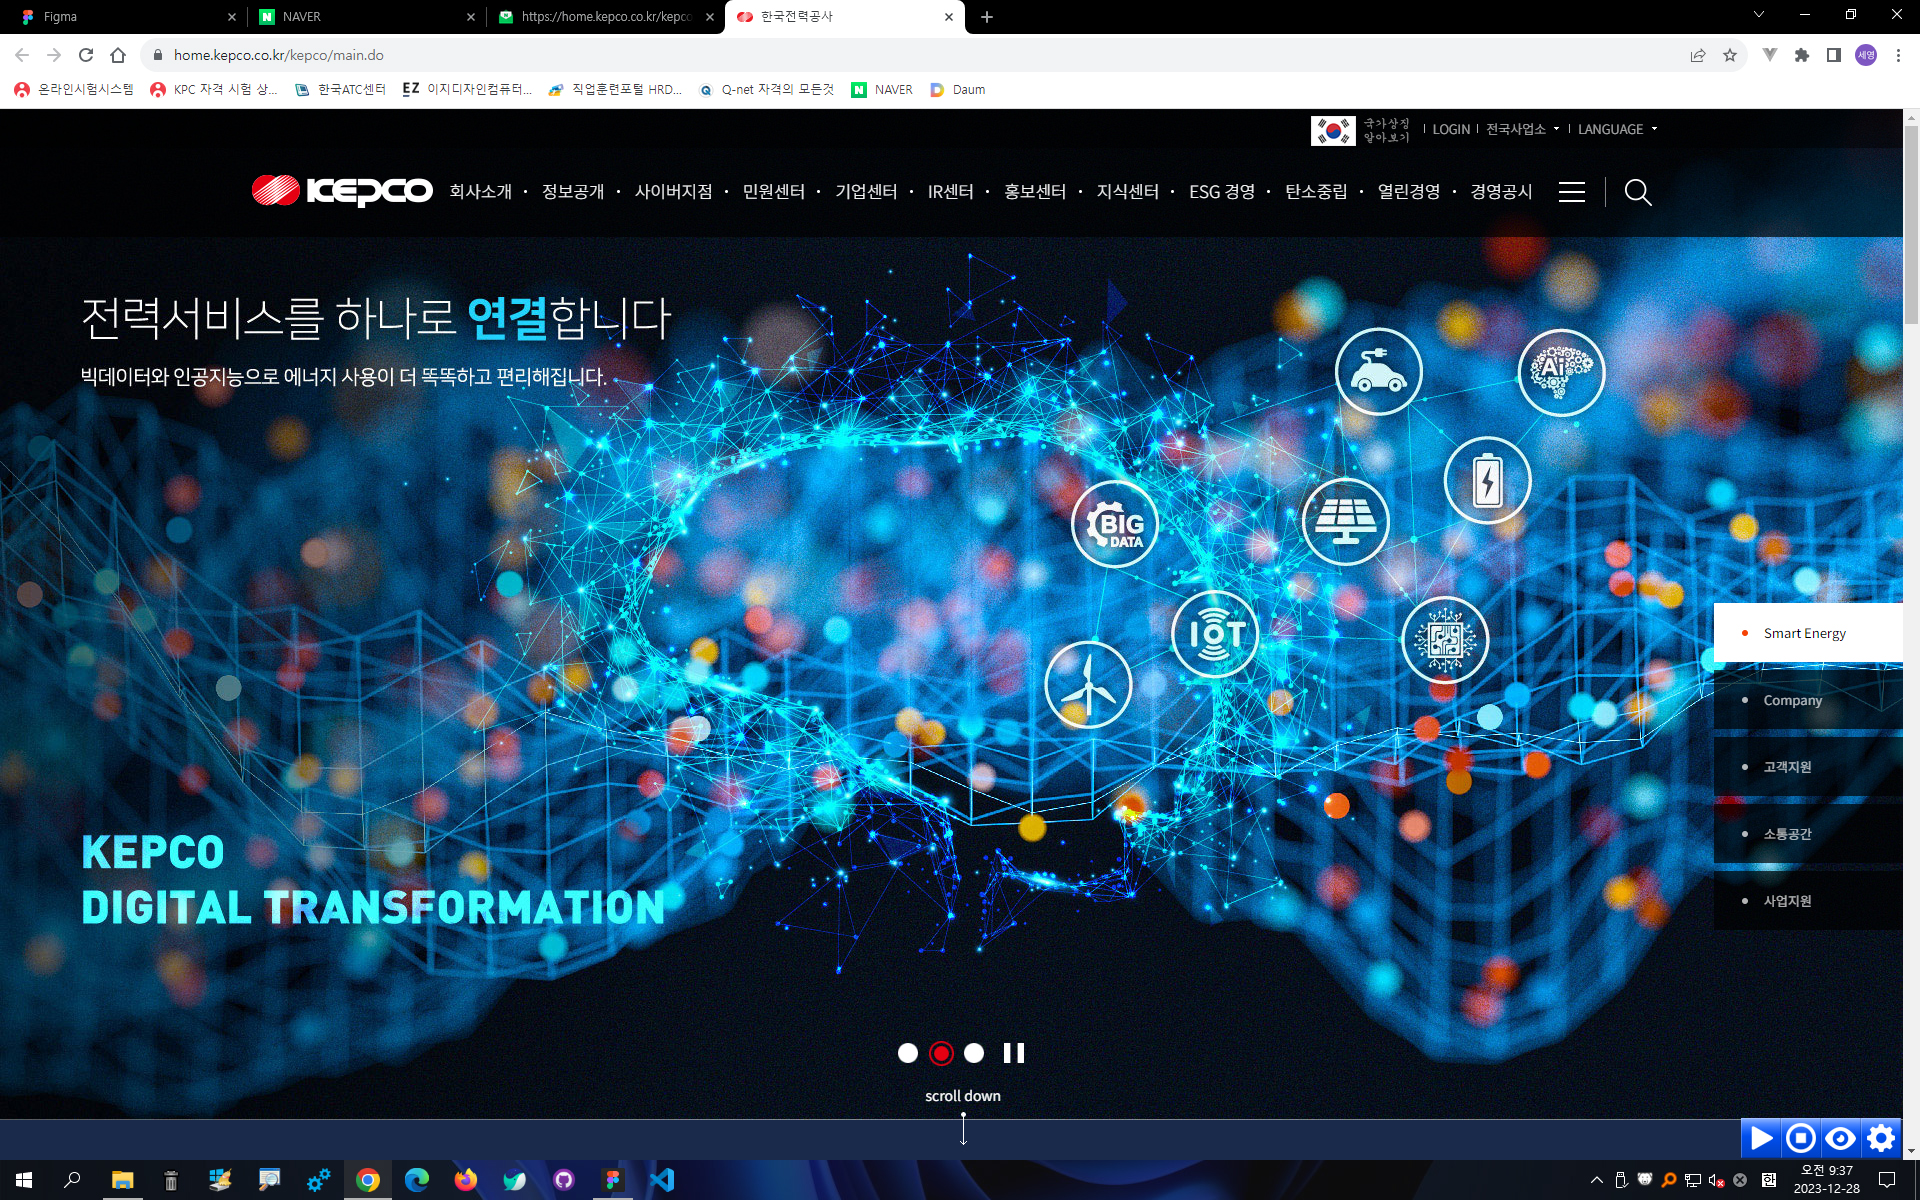 Figma
NAVER
https://home.kepco.co.kr/kepco
한국전력공사
home.kepco.co.kr/kepco/main.do
세영
온라인시험시스템
KPC 자격 시험 상...
한국ATC센터
EZ 이지디자인컴퓨터...
직업훈련포털 HRD...
Q-net 자격의 모든것
NAVER
Daum
국가상징
알아보기
LOGIN
전국사업소
LANGUAGE
KEPCO
회사소개
정보공개
사이버지점
민원센터
기업센터
IR센터
홍보센터
지식센터
ESG 경영
탄소중립
열린경영
경영공시
전력서비스를 하나로 연결합니다
빅데이터와 인공지능으로 에너지 사용이 더 똑똑하고 편리해집니다.
Ai
BIG
DATA
IOT
Smart Energy
Company
고객지원
소통공간
사업지원
KEPCO
DIGITAL TRANSFORMATION
scroll down
한
오전 9:37
2023-12-28